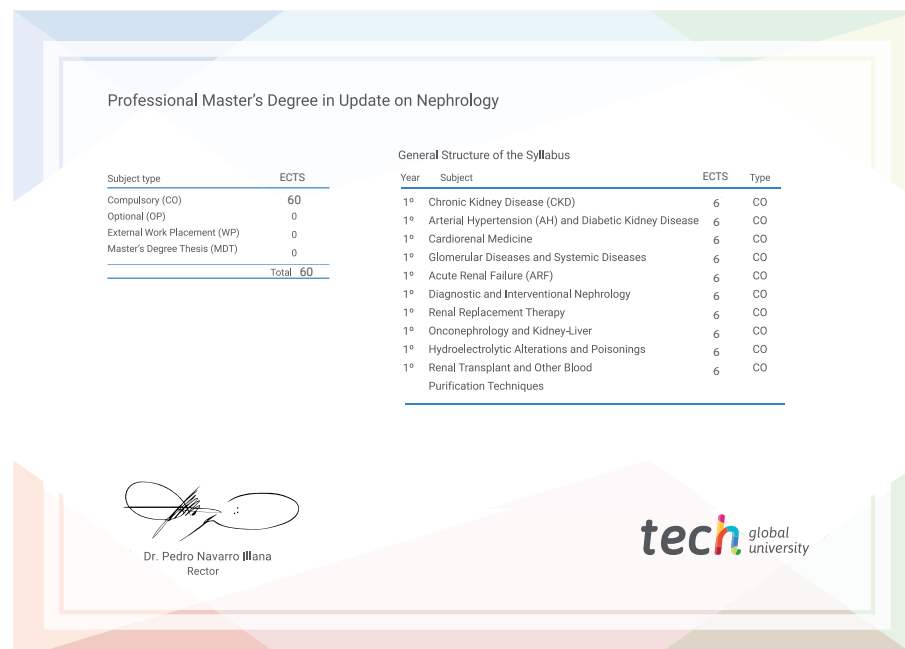 Professional Master's Degree in Update on Nephrology
Subject type ECTS
Compulsory (CO) 60
Optional (OP) 0
External Work Placement (WP) 0
Master's Degree Thesis (MDT) 0
Total 60
General Structure of the Syllabus
Year Subject ECTS Type
1º Chronic Kidney Disease (CKD) 6 CO
1º Arterial Hypertension (AH) and Diabetic Kidney Disease 6 CO
1º Cardiorenal Medicine 6 CO
1º Glomerular Diseases and Systemic Diseases 6 CO
1º Acute Renal Failure (ARF) 6 CO
1º Diagnostic and Interventional Nephrology 6 CO
1º Renal Replacement Therapy 6 CO
1º Onconephrology and Kidney-Liver 6 CO
1º Hydroelectrolytic Alterations and Poisonings 6 CO
1º Renal Transplant and Other Blood 6 CO
Purification Techniques
Dr. Pedro Navarro Illana
Rector
tech global
university